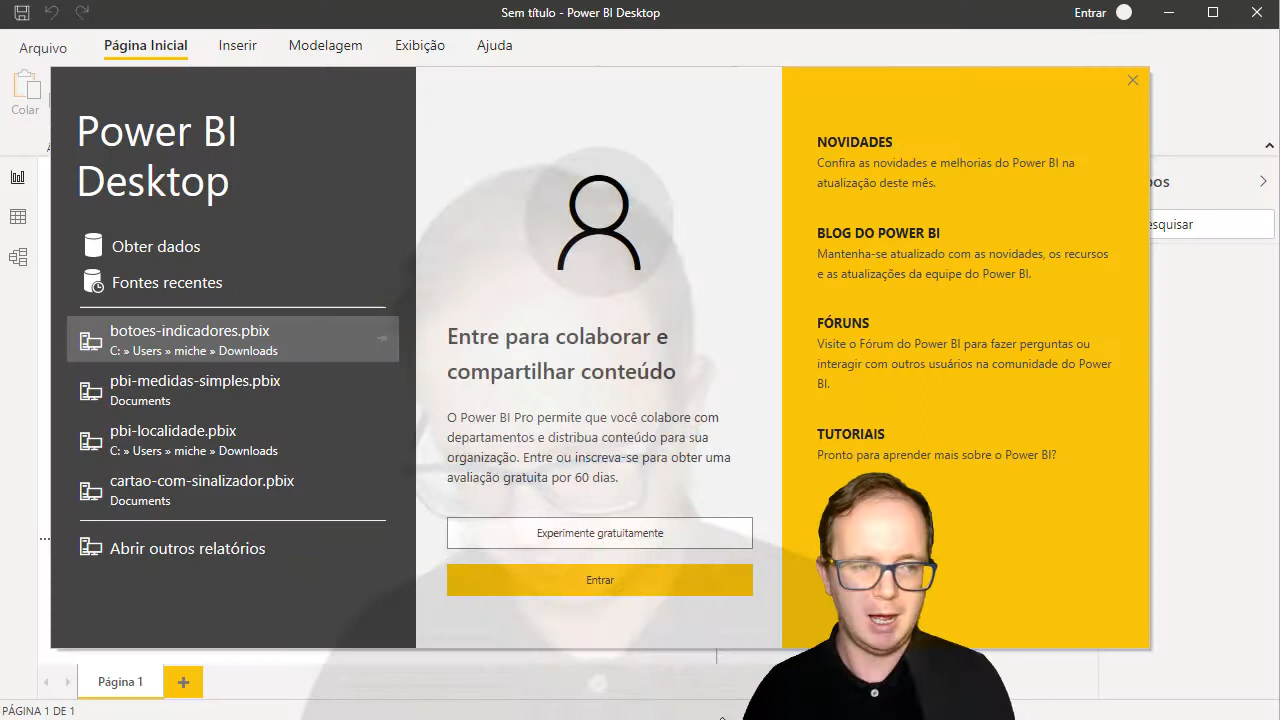 Sem título - Power BI Desktop
Entrar
Arquivo
Página Inicial
Inserir
Modelagem
Exibição
Ajuda
Colar
Power BI
Desktop
Obter dados
Fontes recentes
botoes-indicadores.pbix
C: » Users » miche » Downloads
pbi-medidas-simples.pbix
Documents
pbi-localidade.pbix
C: » Users » miche » Downloads
cartao-com-sinalizador.pbix
Documents
Abrir outros relatórios
Entre para colaborar e
compartilhar conteúdo
O Power BI Pro permite que você colabore com
departamentos e distribua conteúdo para sua
organização. Entre ou inscreva-se para obter uma
avaliação gratuita por 60 dias.
Experimente gratuitamente
Entrar
NOVIDADES
Confira as novidades e melhorias do Power BI na
atualização deste mês.
BLOG DO POWER BI
Mantenha-se atualizado com as novidades, os recursos
e as atualizações da equipe do Power BI.
FÓRUNS
Visite o Fórum do Power BI para fazer perguntas ou
interagir com outros usuários na comunidade do Power
BI.
TUTORIAIS
Pronto para aprender mais sobre o Power BI?
pos
esquisar
Página 1
PÁGINA 1 DE 1